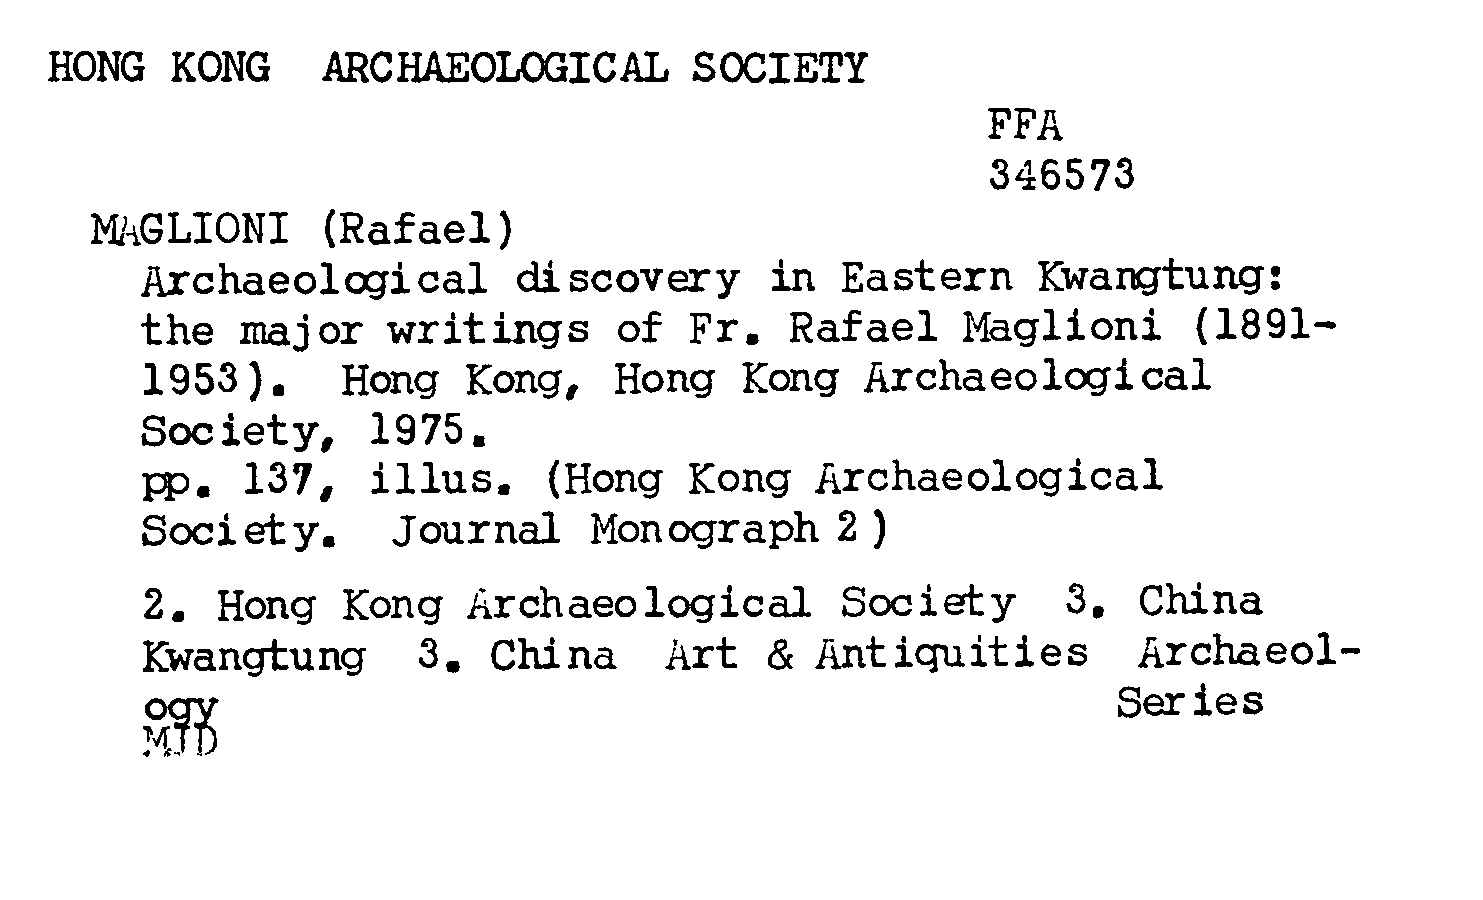 HONG KONG ARCHAEOLOGICAL SOCIETY
FFA
346573
MAGLIONI (Rafael)
Archaeological discovery in Eastern Kwangtung:
the major writings of Fr. Rafael Maglioni (1891-
1953). Hong Kong, Hong Kong Archaeological
Society, 1975.
pp. 137, illus. (Hong Kong Archaeological
Society. Journal Monograph 2)
2. Hong Kong Archaeological Society 3. China
Kwangtung 3. China Art & Antiquities Archaeol-
ogy Series
MJD